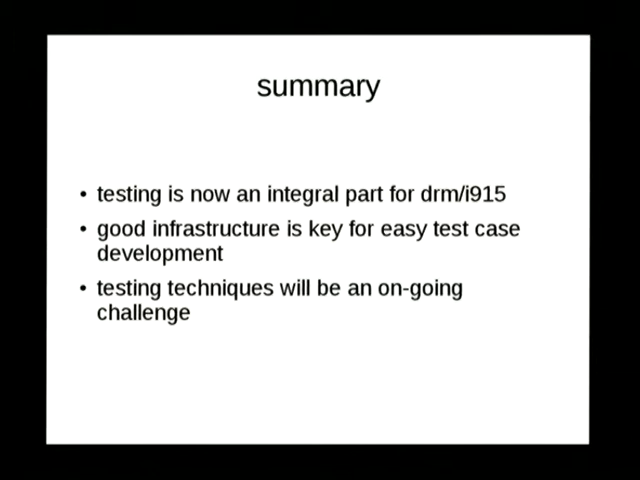 summary
• testing is now an integral part for drm/i915
• good infrastructure is key for easy test case
development
• testing techniques will be an on-going
challenge